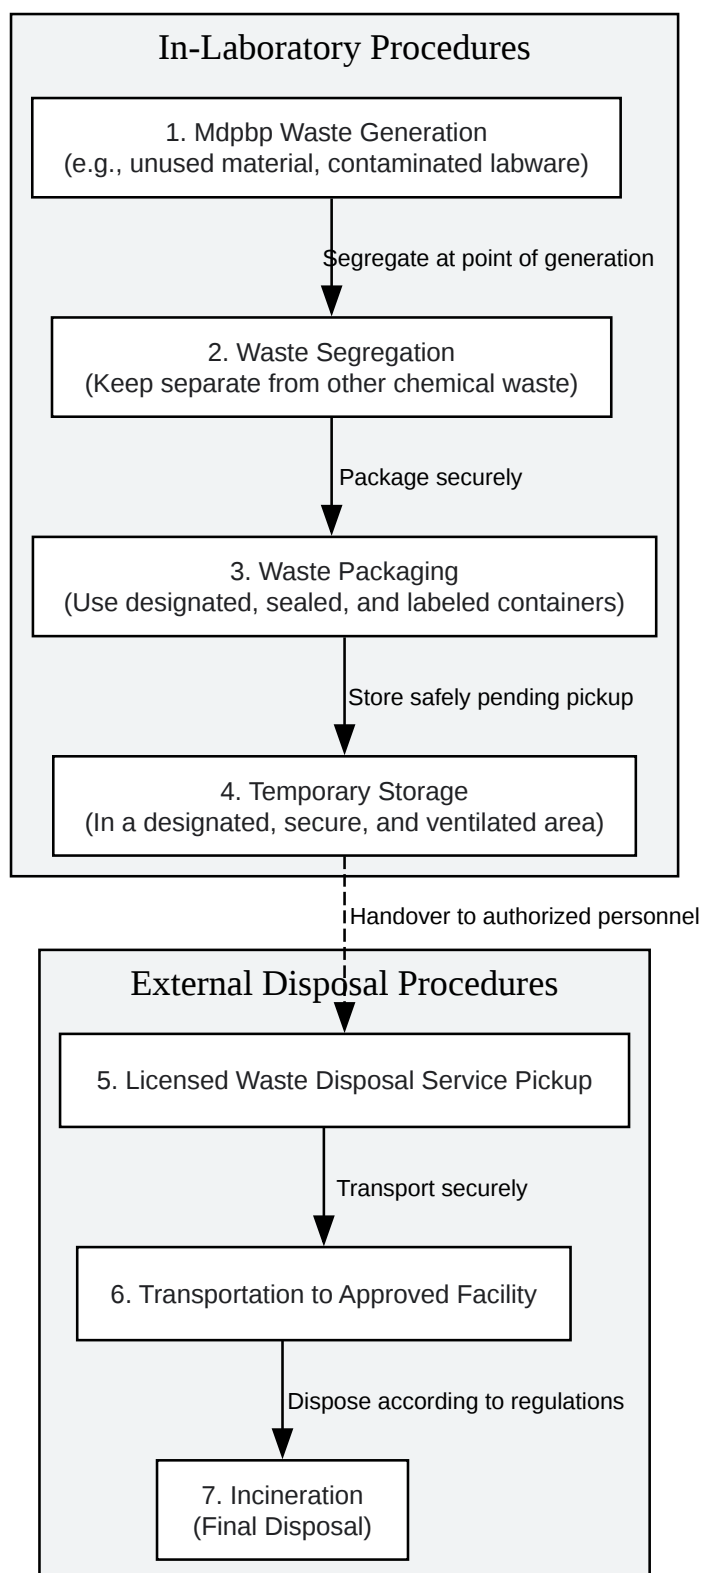 In-Laboratory Procedures
1. Mdpbp Waste Generation
(e.g., unused material, contaminated labware)
Segregate at point of generation
2. Waste Segregation
(Keep separate from other chemical waste)
Package securely
3. Waste Packaging
(Use designated, sealed, and labeled containers)
Store safely pending pickup
4. Temporary Storage
(In a designated, secure, and ventilated area)
Handover to authorized personnel
External Disposal Procedures
5. Licensed Waste Disposal Service Pickup
Transport securely
6. Transportation to Approved Facility
Dispose according to regulations
7. Incineration
(Final Disposal)